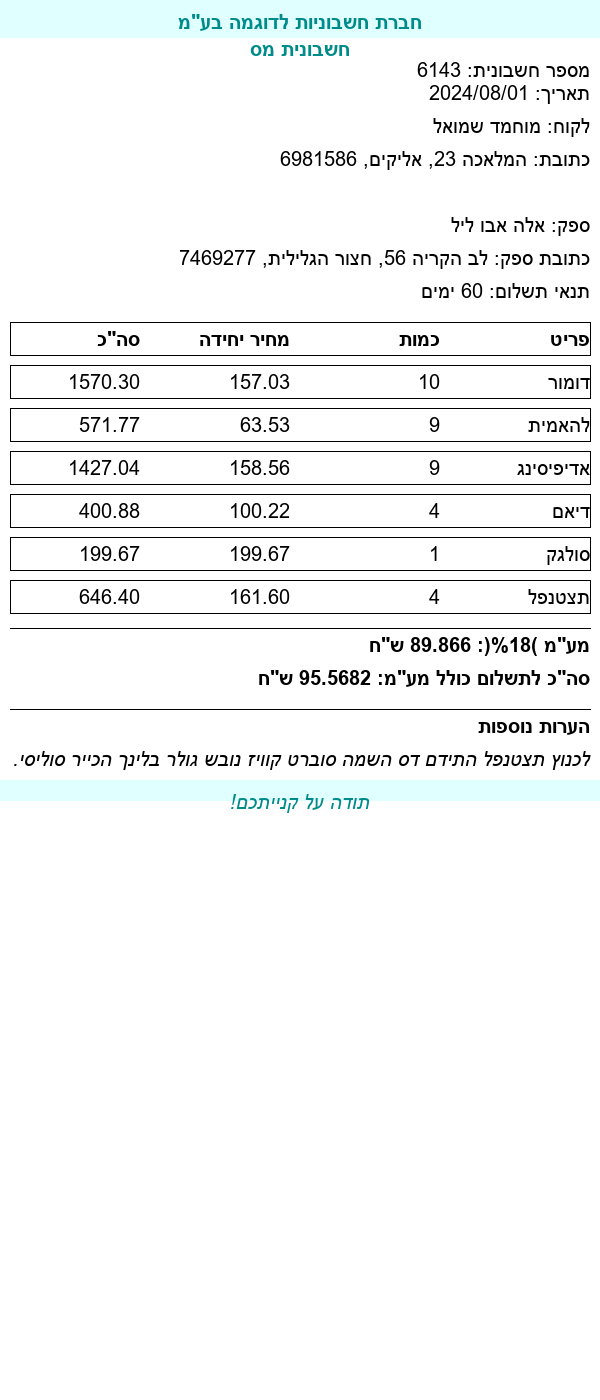 חברת חשבוניות לדוגמה בע"מ
חשבונית מס
מספר חשבונית: 6143
תאריך: 2024/08/01
לקוח: מוחמד שמואל
כתובת: המלאכה 23, אליקים, 6981586
ספק: אלה אבו ליל
כתובת ספק: לב הקריה 56, חצור הגלילית, 7469277
תנאי תשלום: 60 ימים
פריט כמות מחיר יחידה סה"כ
דומור 10 157.03 1570.30
להאמית 9 63.53 571.77
אדיפיסינג 9 158.56 1427.04
דיאם 4 100.22 400.88
סולגק 1 199.67 199.67
תצטנפל 4 161.60 646.40
מע"מ )18%(: 89.866 ש"ח
סה"כ לתשלום כולל מע"מ: 95.5682 ש"ח
הערות נוספות
לכנוץ תצטנפל התידם דס השמה סוברט קוויז נובש גולר בלינך הכייר סוליסי.
תודה על קנייתכם!